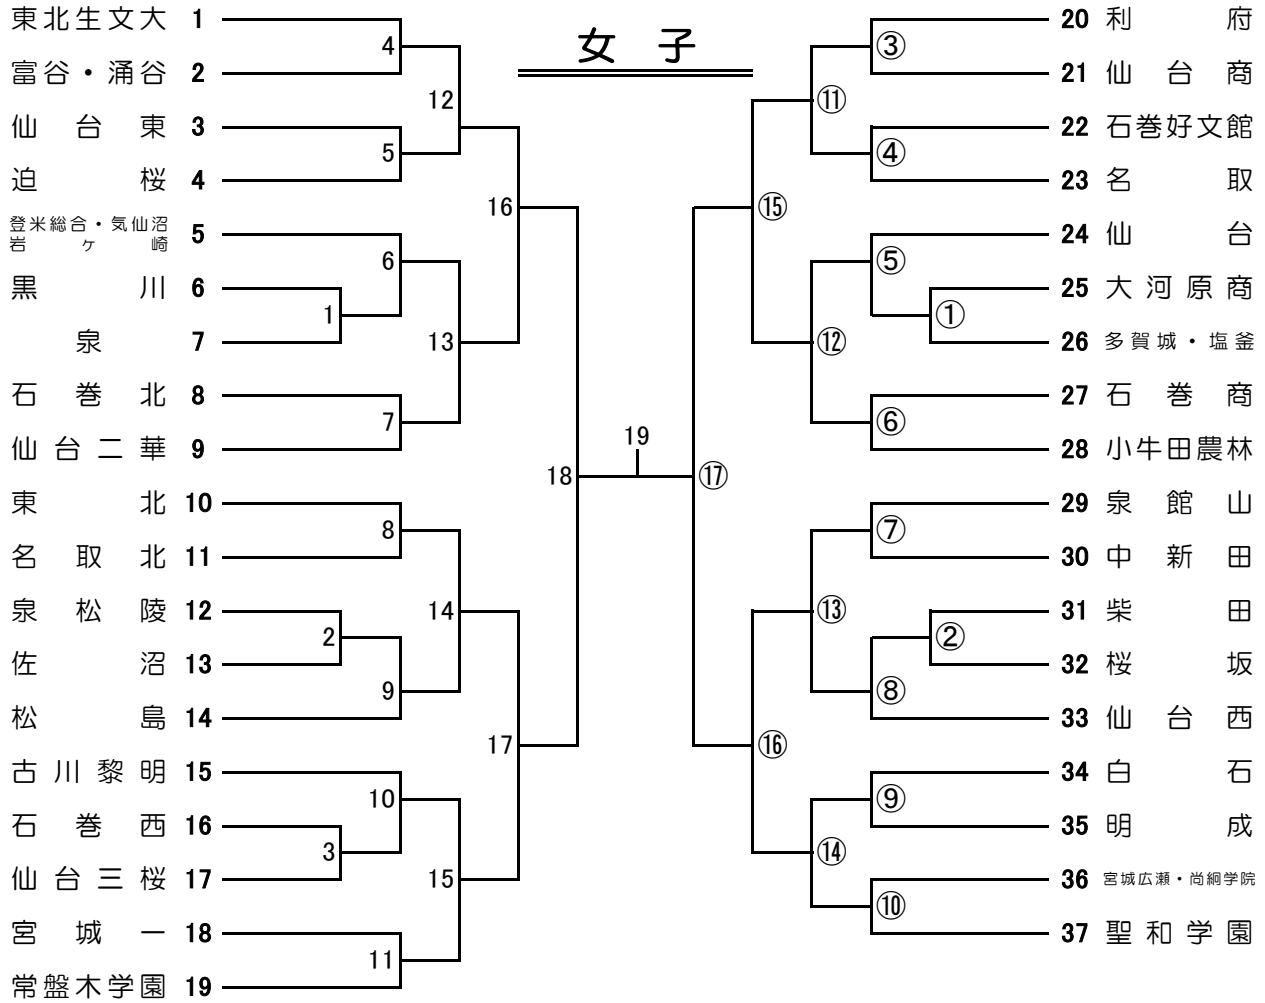 女子
東北生文大 1
富谷・涌谷 2
仙台東 3
迫桜 4
登米総合・気仙沼
岩ヶ崎 5
黒川 6
泉 7
石巻北 8
仙台二華 9
東北 10
名取北 11
泉松陵 12
佐沼 13
松島 14
古川黎明 15
石巻西 16
仙台三桜 17
宮城一 18
常盤木学園 19
4
12
5
16
6
1
13
7
18
8
14
2
9
17
10
3
15
11
19
③
⑪
④
⑮
⑤
①
⑫
⑥
⑰
⑦
⑬
②
⑧
⑯
⑨
⑭
⑩
20 利府
21 仙台商
22 石巻好文館
23 名取
24 仙台
25 大河原商
26 多賀城・塩釜
27 石巻商
28 小牛田農林
29 泉館山
30 中新田
31 柴田
32 桜坂
33 仙台西
34 白石
35 明成
36 宮城広瀬・尚絅学院
37 聖和学園